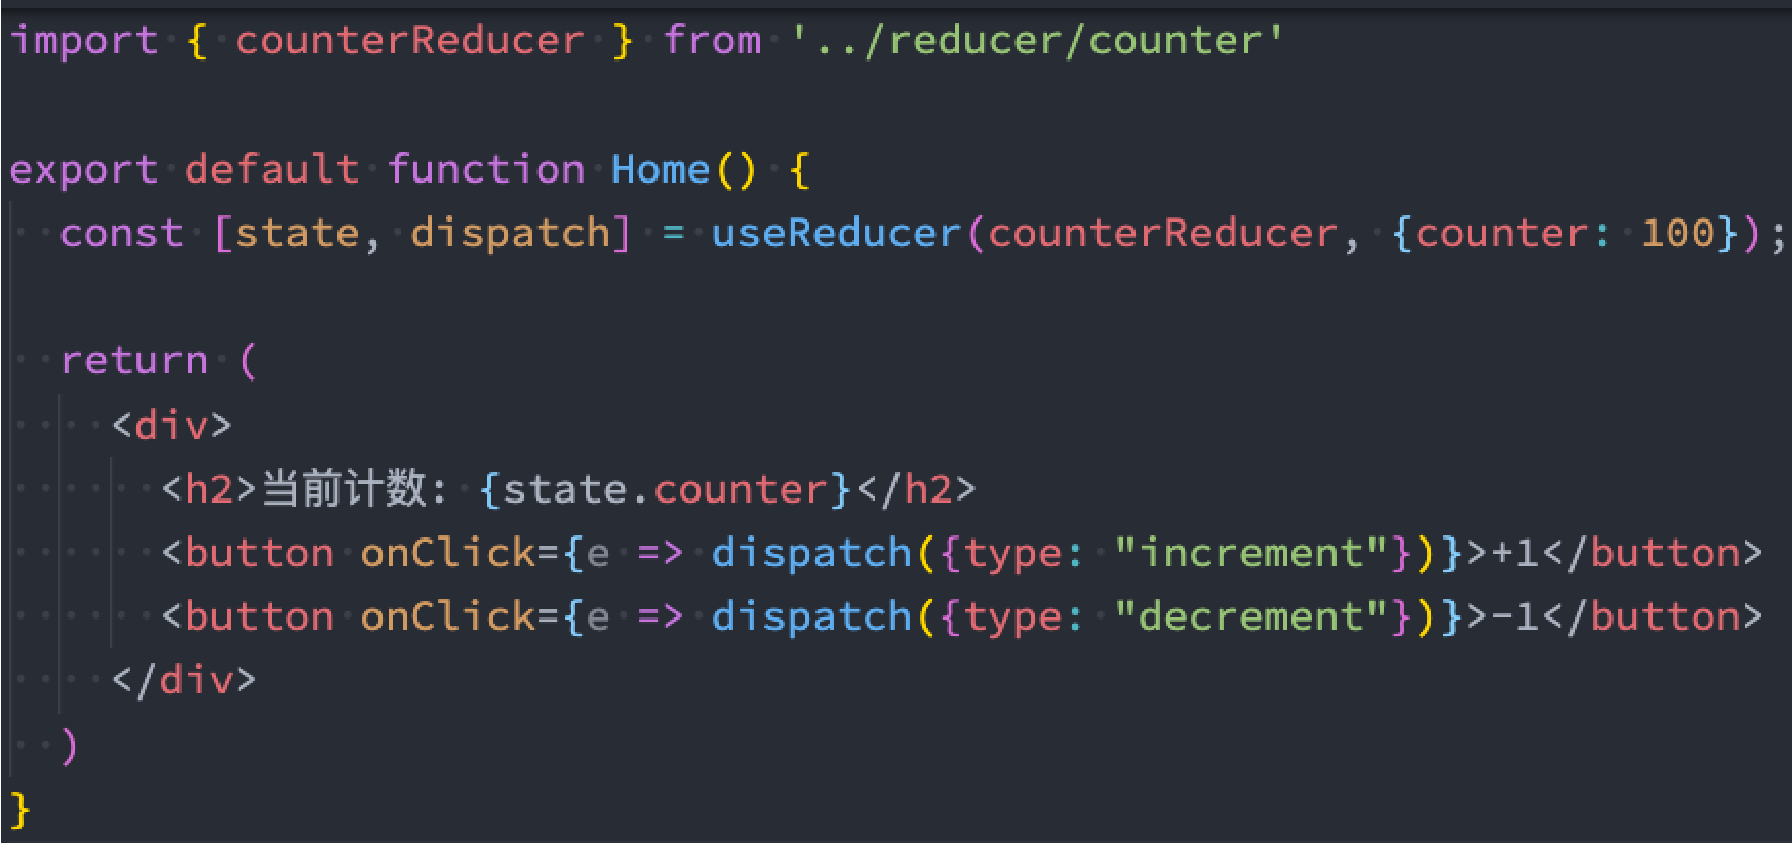 import { counterReducer } from '../reducer/counter'
export default function Home() {
const [state, dispatch] = useReducer(counterReducer, {counter: 100});
return (
<div>
<h2>当前计数: {state.counter}</h2>
<button onClick={e => dispatch({type: "increment"})}>+1</button>
<button onClick={e => dispatch({type: "decrement"})}>-1</button>
</div>
)
}